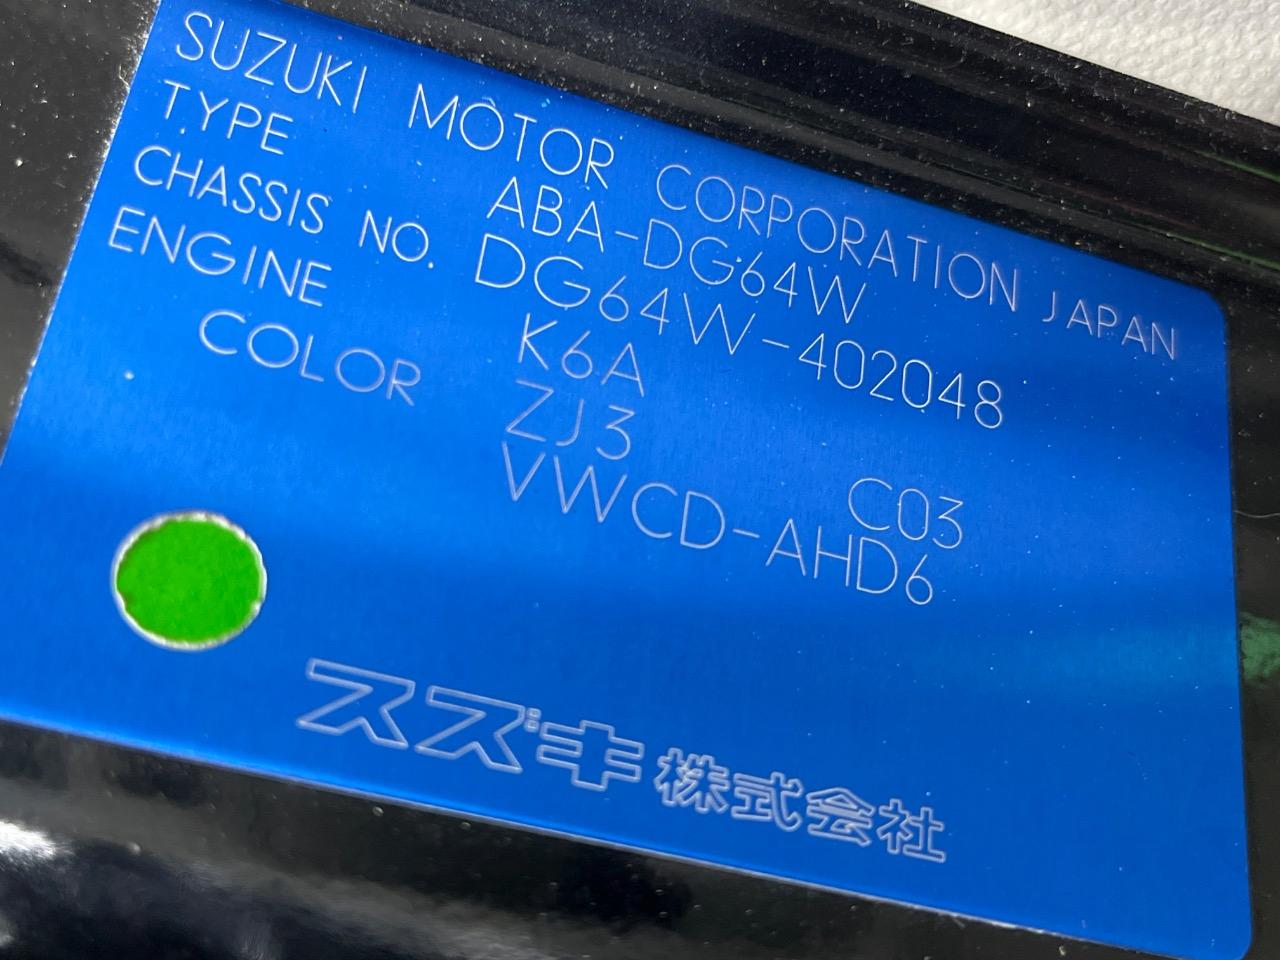 SUZUKI MOTOR CORPORATION JAPAN
TYPE ABA-DG64W
CHASSIS NO. DG64W-402048
ENGINE K6A
COLOR ZJ3 C03
VWCD-AHD6
スズキ株式会社